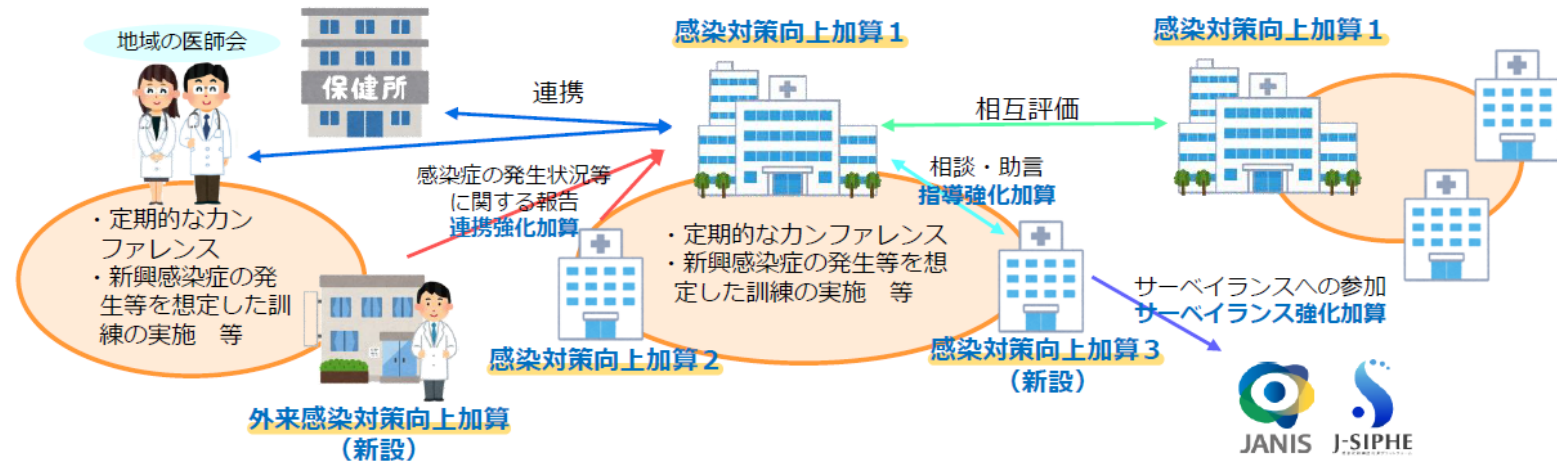 地域の医師会
保健所
連携
感染対策向上加算１
相互評価
感染対策向上加算１
感染症の発生状況等
に関する報告
連携強化加算
相談・助言
指導強化加算
・定期的なカン
ファレンス
・新興感染症の発
生等を想定した訓
練の実施　等
・定期的なカンファレンス
・新興感染症の発生等を想
定した訓練の実施　等
サーベイランスへの参加
サーベイランス強化加算
感染対策向上加算２
感染対策向上加算３
（新設）
外来感染対策向上加算
（新設）
JANIS
J-SIPHE